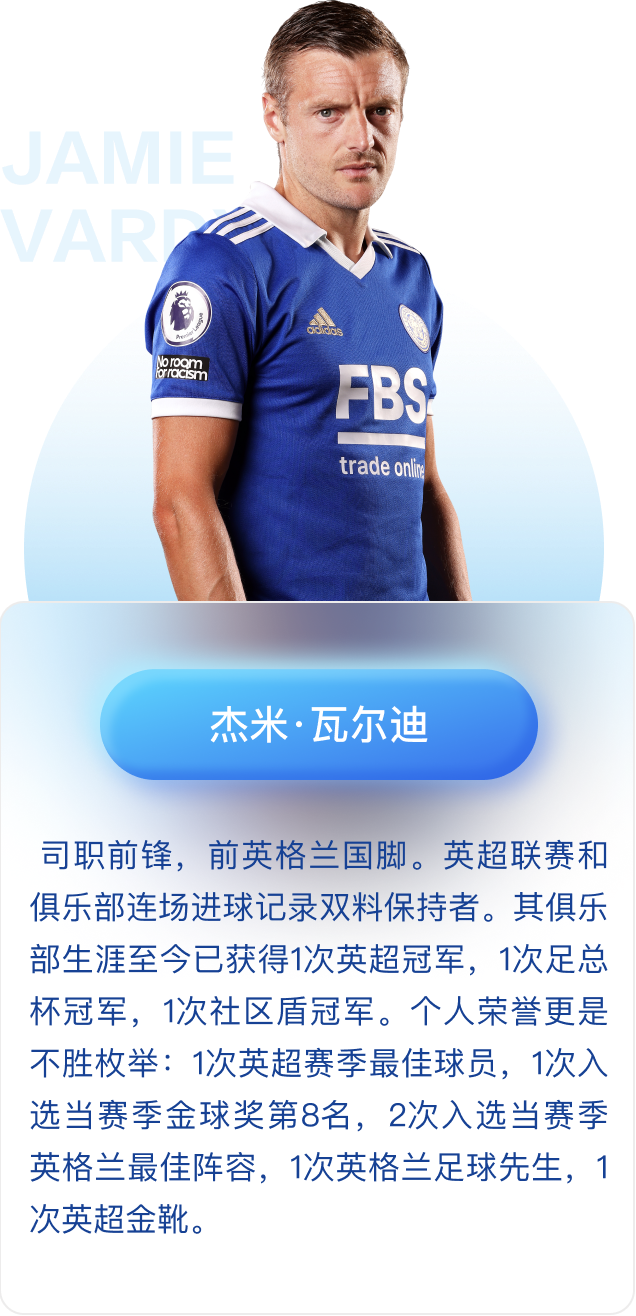 JAMIE
VARDY
Premier League
No room
For racism
adidas
FBS
trade online
杰米·瓦尔迪
司职前锋，前英格兰国脚。英超联赛和
俱乐部连场进球记录双料保持者。其俱乐
部生涯至今已获得1次英超冠军，1次足总
杯冠军，1次社区盾冠军。个人荣誉更是
不胜枚举：1次英超赛季最佳球员，1次入
选当赛季金球奖第8名，2次入选当赛季
英格兰最佳阵容，1次英格兰足球先生，1
次英超金靴。